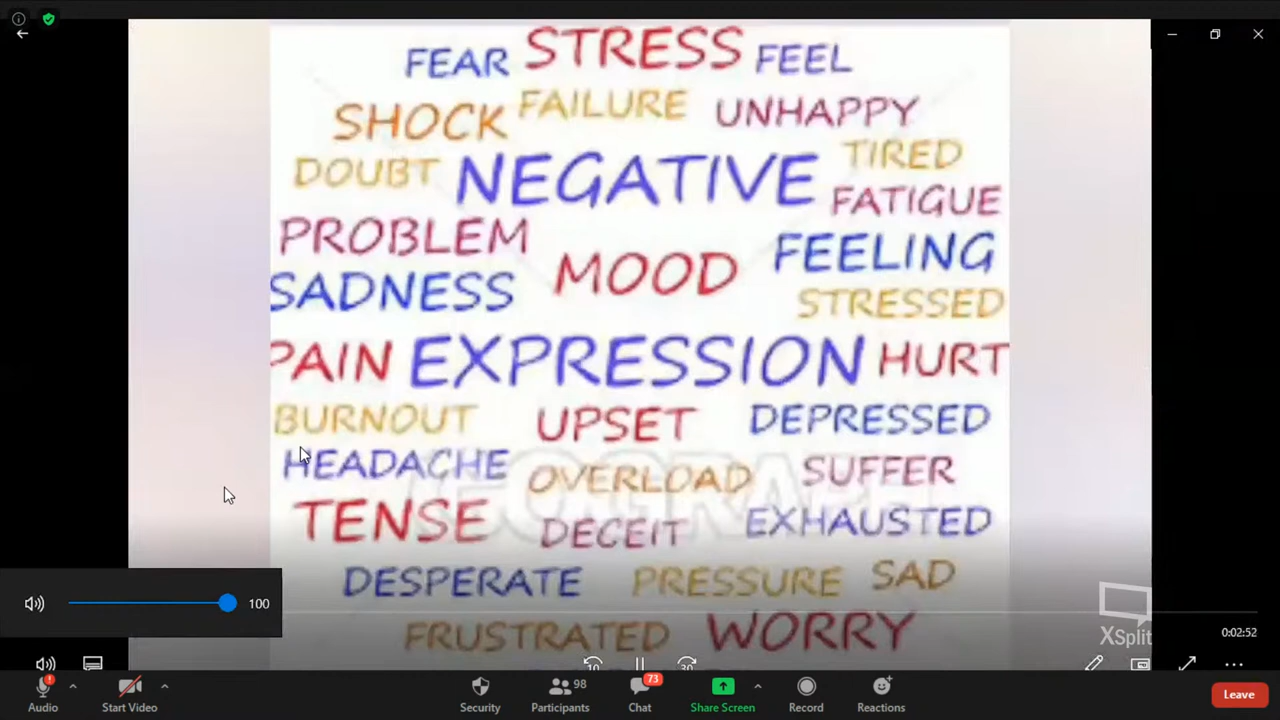 FEAR STRESS FEEL
SHOCK FAILURE UNHAPPY
DOUBT NEGATIVE TIRED
FATIGUE
PROBLEM MOOD FEELING
SADNESS STRESSED
PAIN EXPRESSION HURT
BURNOUT UPSET DEPRESSED
HEADACHE OVERLOAD SUFFER
TENSE DECEIT EXHAUSTED
DESPERATE PRESSURE SAD
FRUSTRATED WORRY
100
XSplit
0:02:52
10 30
98 73
Audio Start Video Security Participants Chat Share Screen Record Reactions Leave